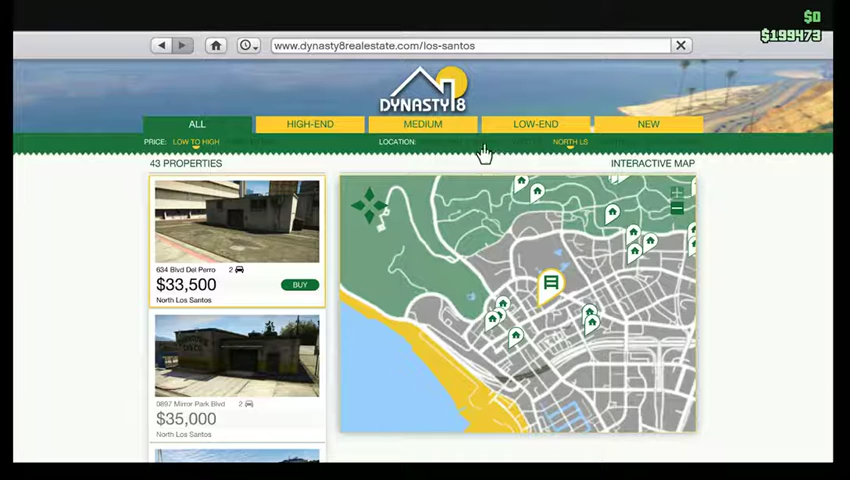 $0
$199473
www.dynasty8realestate.com/los-santos
DYNASTY8
ALL
HIGH-END
MEDIUM
LOW-END
NEW
PRICE: LOW TO HIGH
LOCATION: NORTH LS
43 PROPERTIES
INTERACTIVE MAP
634 Blvd Del Perro 2
$33,500
BUY
North Los Santos
0897 Mirror Park Blvd 2
$35,000
North Los Santos